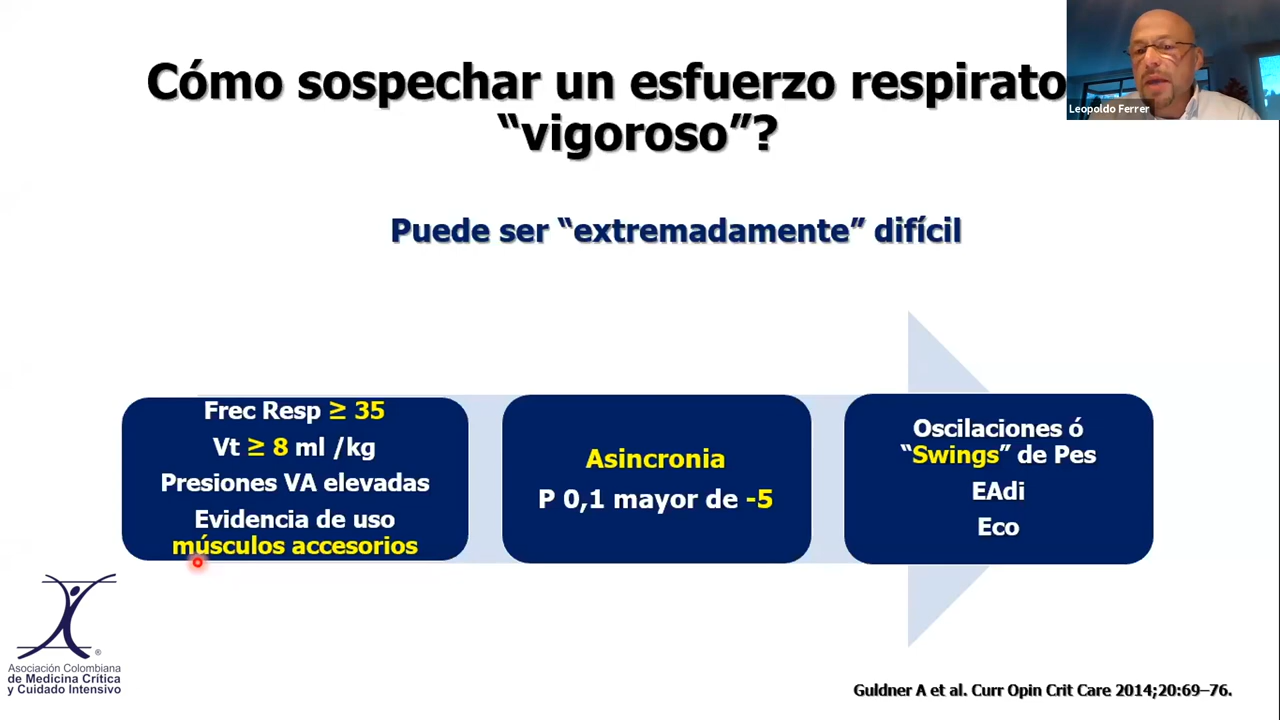 Cómo sospechar un esfuerzo respirato
“vigoroso”?
Leopoldo Ferrer
Puede ser “extremadamente” difícil
Frec Resp ≥ 35
Vt ≥ 8 ml /kg
Presiones VA elevadas
Evidencia de uso
músculos accesorios
Asincronia
P 0,1 mayor de -5
Oscilaciones ó
“Swings” de Pes
EAdi
Eco
®
Asociación Colombiana
de Medicina Crítica
y Cuidado Intensivo
Guldner A et al. Curr Opin Crit Care 2014;20:69–76.